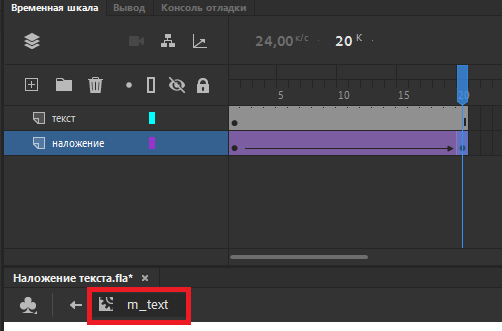 Временная шкала Вывод Консоль отладки
24,00 к/с 20 К
5 10 15 20
текст
наложение
Наложение текста.fla* ×
m_text